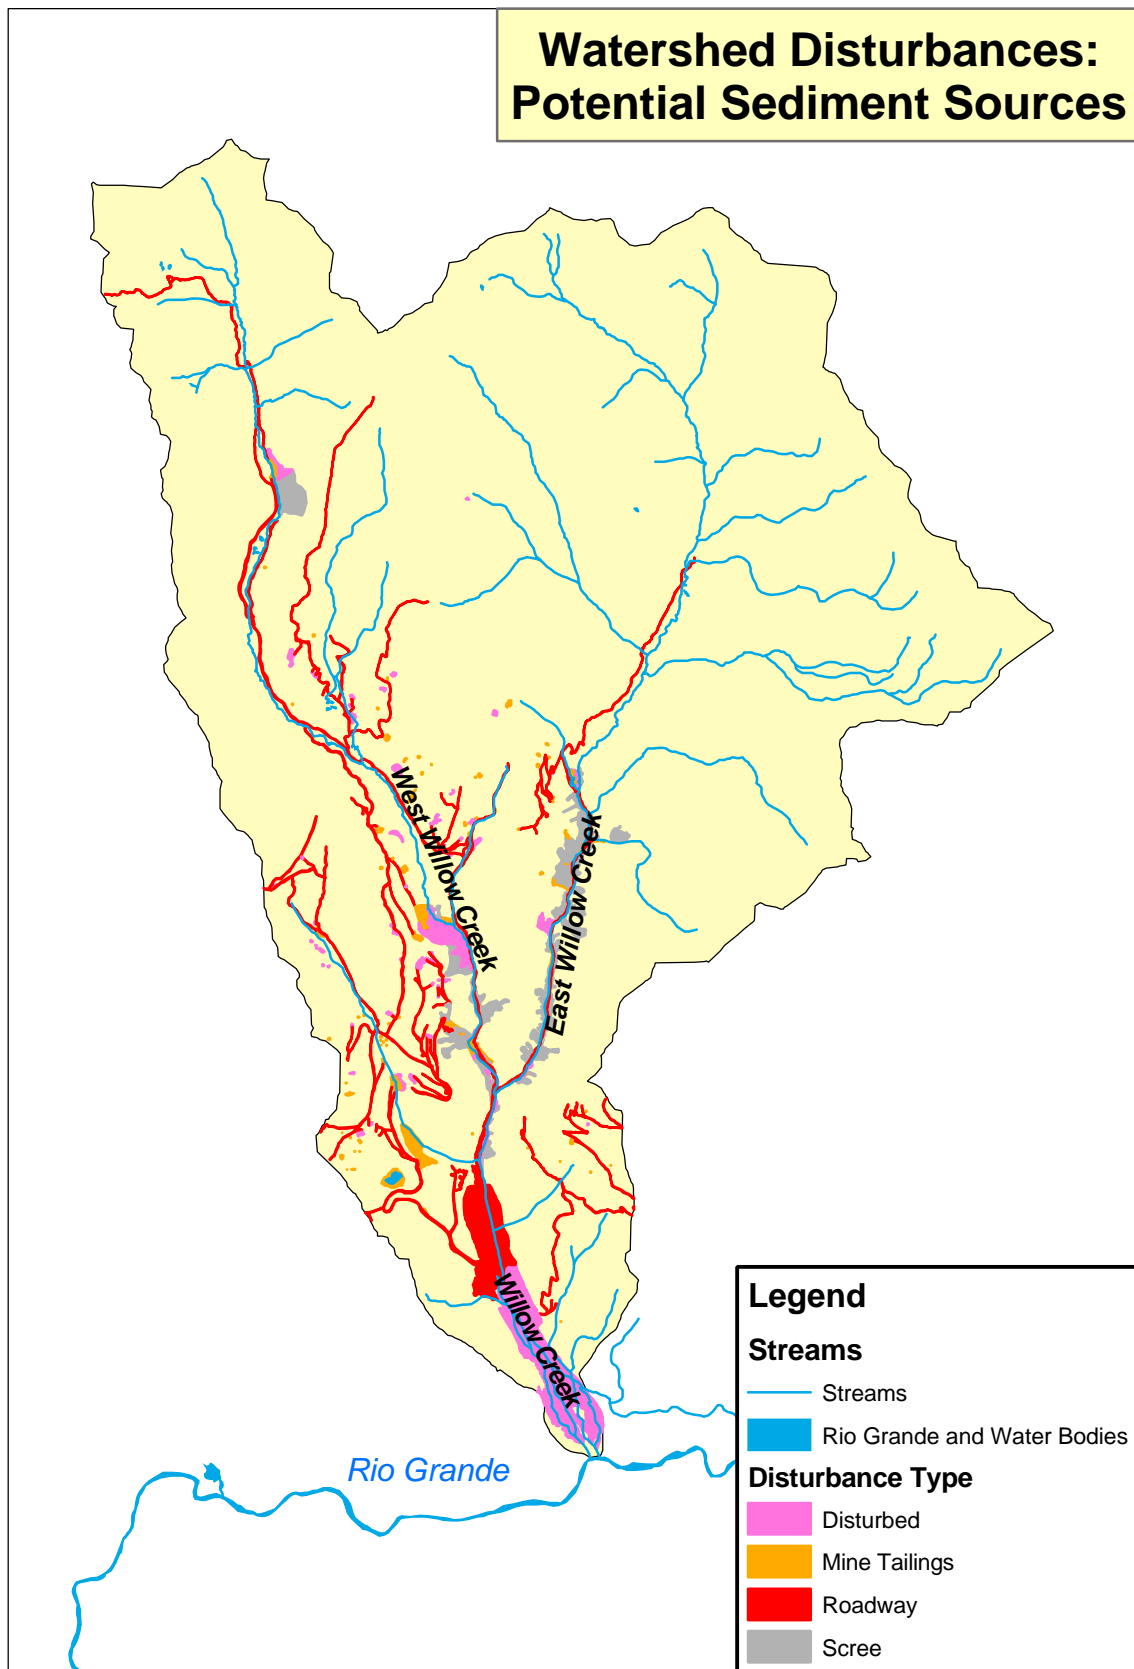 Watershed Disturbances:
Potential Sediment Sources
West Willow Creek
East Willow Creek
Willow Creek
Rio Grande
Legend
Streams
Streams
Rio Grande and Water Bodies
Disturbance Type
Disturbed
Mine Tailings
Roadway
Scree